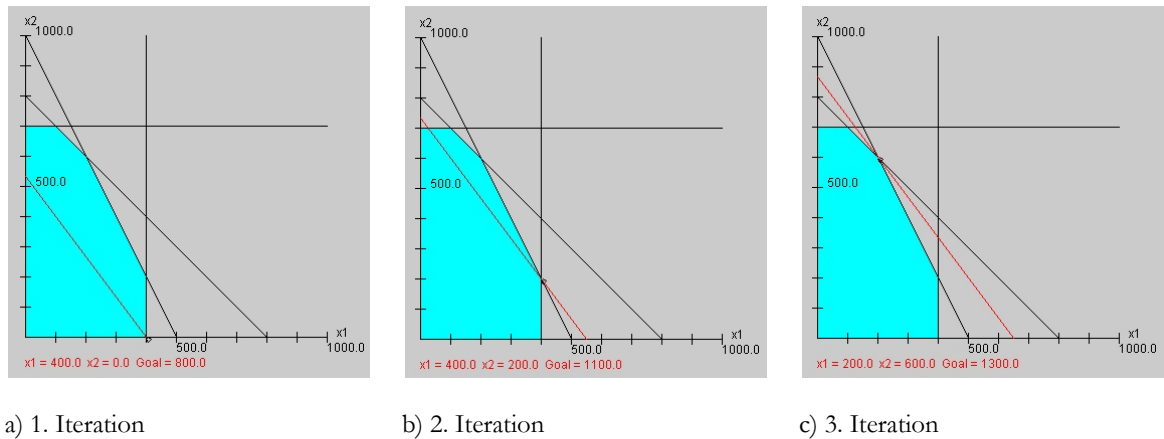 x2 1000.0
500.0
x1
500.0
1000.0
x1 = 400.0 x2 = 0.0 Goal = 800.0
a) 1. Iteration
x2 1000.0
500.0
x1
500.0
1000.0
x1 = 400.0 x2 = 200.0 Goal = 1100.0
b) 2. Iteration
x2 1000.0
500.0
x1
500.0
1000.0
x1 = 200.0 x2 = 600.0 Goal = 1300.0
c) 3. Iteration